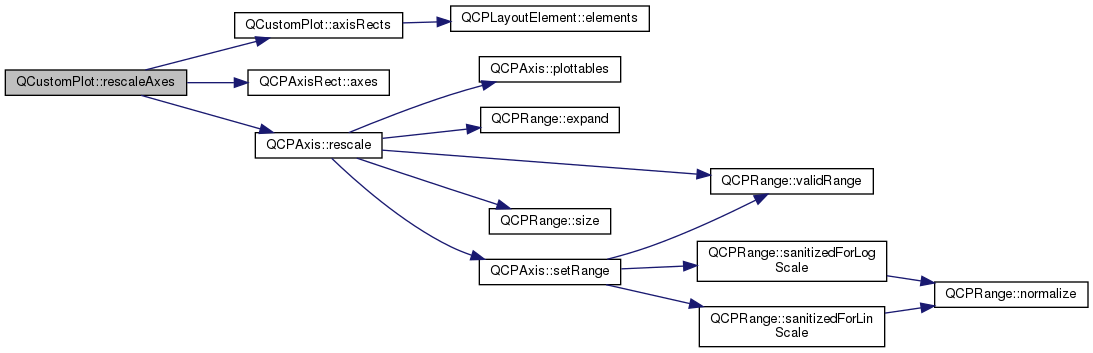 QCustomPlot::rescaleAxes
QCustomPlot::axisRects
QCPLayoutElement::elements
QCPAxisRect::axes
QCPAxis::rescale
QCPAxis::plottables
QCPRange::expand
QCPRange::validRange
QCPRange::size
QCPAxis::setRange
QCPRange::sanitizedForLog
Scale
QCPRange::normalize
QCPRange::sanitizedForLin
Scale